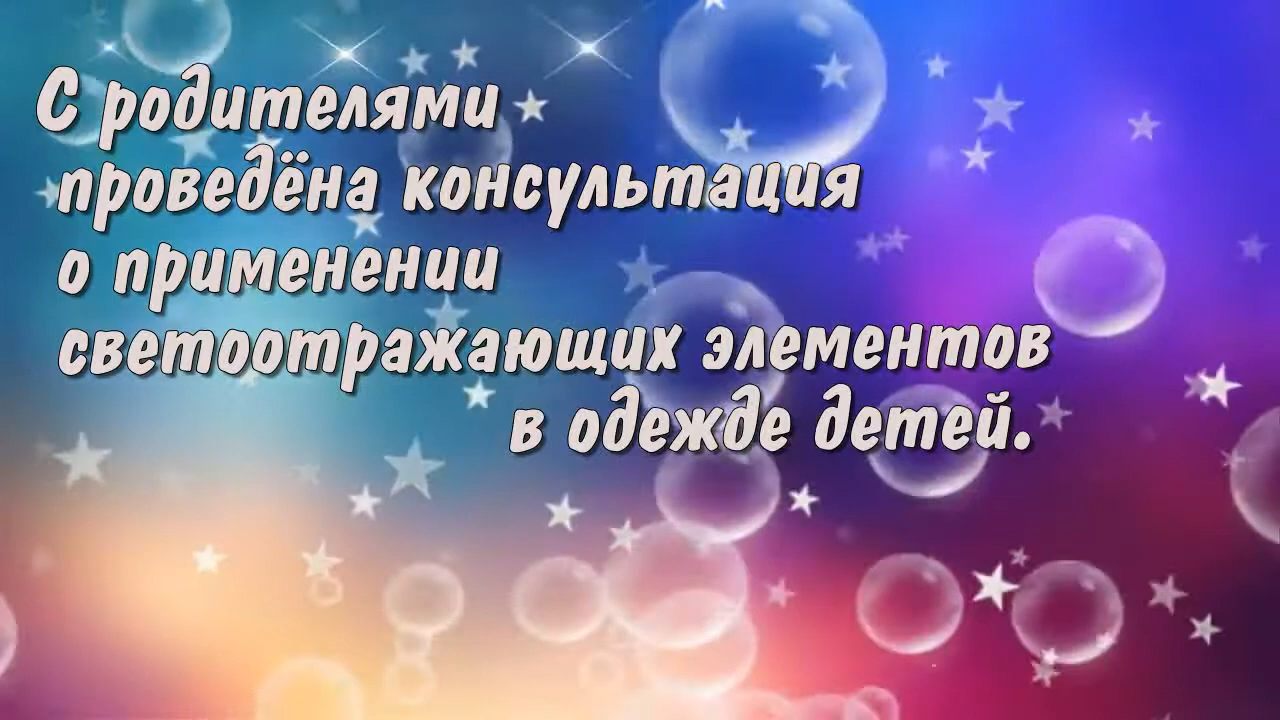 С родителями
проведёна консультация
о применении
светоотражающих элементов
в одежде детей.